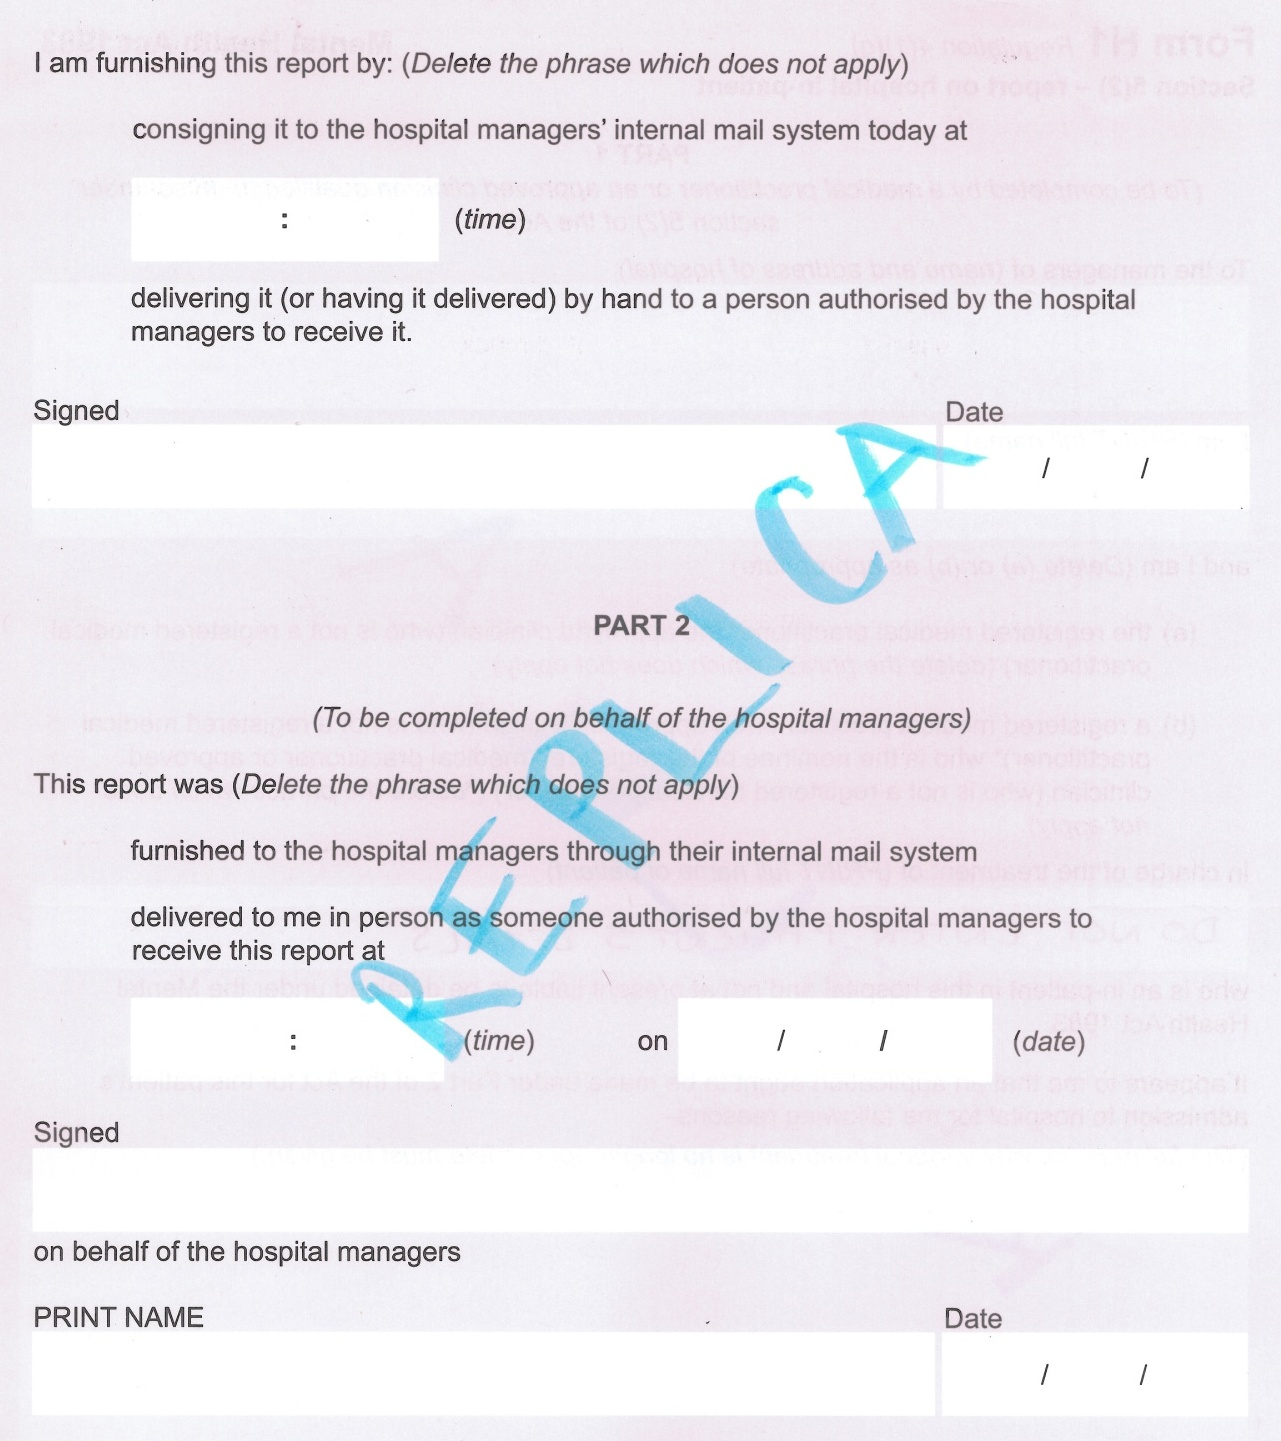 I am furnishing this report by: (Delete the phrase which does not apply)
consigning it to the hospital managers' internal mail system today at
: (time)
delivering it (or having it delivered) by hand to a person authorised by the hospital
managers to receive it.
Signed Date
/ /
REPLICA
PART 2
(To be completed on behalf of the hospital managers)
This report was (Delete the phrase which does not apply)
furnished to the hospital managers through their internal mail system
delivered to me in person as someone authorised by the hospital managers to
receive this report at
: (time) on / / (date)
Signed
on behalf of the hospital managers
PRINT NAME Date
/ /